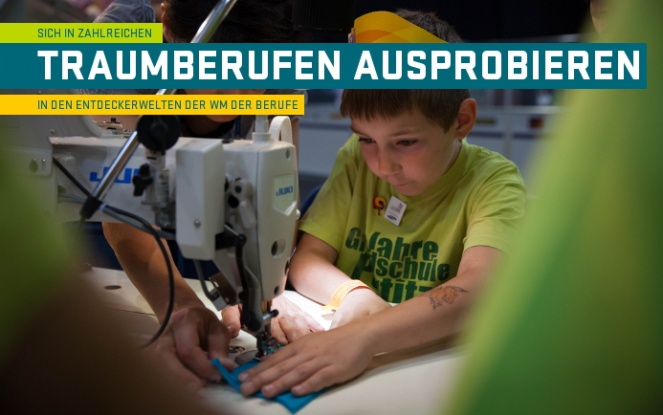 SICH IN ZAHLREICHEN
TRAUMBERUFEN AUSPROBIEREN
IN DEN ENTDECKERWELTEN DER WM DER BERUFE
JUKI